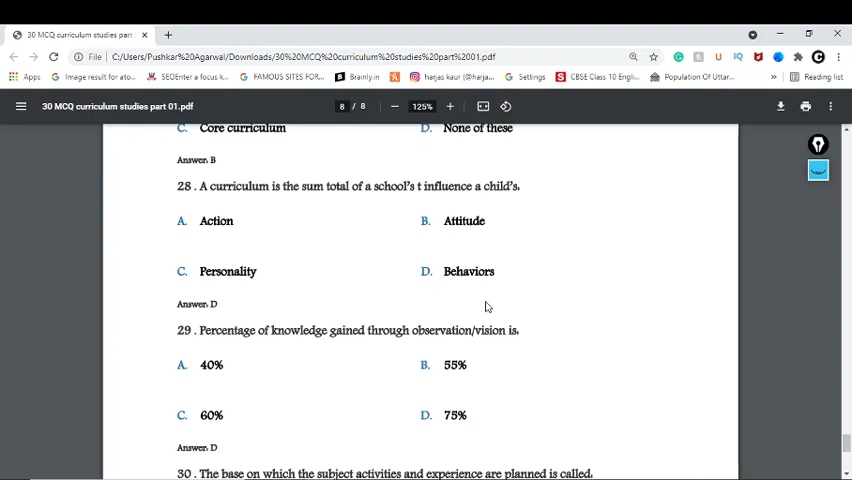 30 MCQ curriculum studies part
File
C:/Users/Pushkar%20Agarwal/Downloads/30%20MCQ%20curriculum%20studies%20part%2001.pdf
Apps
Image result for ato...
SEOEnter a focus k...
FAMOUS SITES FOR...
Brainly.in
harjas kaur (@harja...
Settings
CBSE Class 10 Engli...
Population Of Uttar...
»
Reading list
30 MCQ curriculum studies part 01.pdf
8 / 8
125%
C. Core curriculum
D. None of these
Answer: B
28 . A curriculum is the sum total of a school's t influence a child's.
A. Action
B. Attitude
C. Personality
D. Behaviors
Answer: D
29 . Percentage of knowledge gained through observation/vision is.
A. 40%
B. 55%
C. 60%
D. 75%
Answer: D
30 . The base on which the subject activities and experience are planned is called.